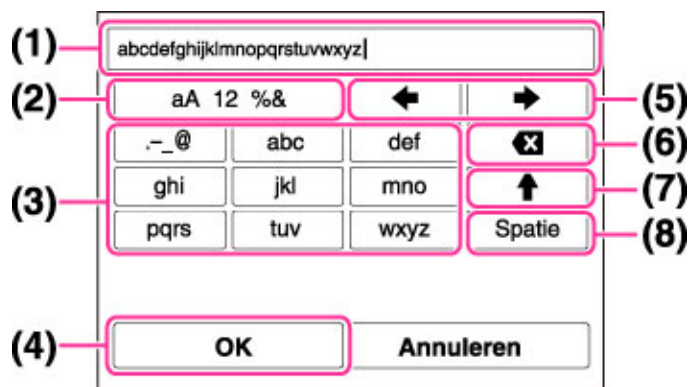 (1)
abcdefghijklmnopqrstuvwxyz
(2)
aA 12 %&
(5)
.-_@ abc def
(6)
ghi jkl mno
(7)
(3)
pqrs tuv wxyz Spatie
(8)
(4)
OK Annuleren